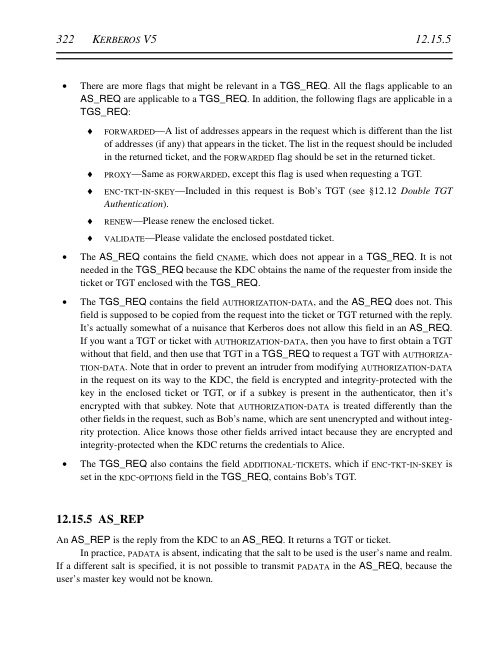 322 KERBEROS V5 12.15.5
• There are more flags that might be relevant in a TGS_REQ. All the flags applicable to an
AS_REQ are applicable to a TGS_REQ. In addition, the following flags are applicable in a
TGS_REQ:
♦ FORWARDED—A list of addresses appears in the request which is different than the list
of addresses (if any) that appears in the ticket. The list in the request should be included
in the returned ticket, and the FORWARDED flag should be set in the returned ticket.
♦ PROXY—Same as FORWARDED, except this flag is used when requesting a TGT.
♦ ENC-TKT-IN-SKEY—Included in this request is Bob's TGT (see §12.12 Double TGT
Authentication).
♦ RENEW—Please renew the enclosed ticket.
♦ VALIDATE—Please validate the enclosed postdated ticket.
• The AS_REQ contains the field CNAME, which does not appear in a TGS_REQ. It is not
needed in the TGS_REQ because the KDC obtains the name of the requester from inside the
ticket or TGT enclosed with the TGS_REQ.
• The TGS_REQ contains the field AUTHORIZATION-DATA, and the AS_REQ does not. This
field is supposed to be copied from the request into the ticket or TGT returned with the reply.
It's actually somewhat of a nuisance that Kerberos does not allow this field in an AS_REQ.
If you want a TGT or ticket with AUTHORIZATION-DATA, then you have to first obtain a TGT
without that field, and then use that TGT in a TGS_REQ to request a TGT with AUTHORIZA-
TION-DATA. Note that in order to prevent an intruder from modifying AUTHORIZATION-DATA
in the request on its way to the KDC, the field is encrypted and integrity-protected with the
key in the enclosed ticket or TGT, or if a subkey is present in the authenticator, then it's
encrypted with that subkey. Note that AUTHORIZATION-DATA is treated differently than the
other fields in the request, such as Bob's name, which are sent unencrypted and without integ-
rity protection. Alice knows those other fields arrived intact because they are encrypted and
integrity-protected when the KDC returns the credentials to Alice.
• The TGS_REQ also contains the field ADDITIONAL-TICKETS, which if ENC-TKT-IN-SKEY is
set in the KDC-OPTIONS field in the TGS_REQ, contains Bob's TGT.
12.15.5 AS_REP
An AS_REP is the reply from the KDC to an AS_REQ. It returns a TGT or ticket.
In practice, PADATA is absent, indicating that the salt to be used is the user's name and realm.
If a different salt is specified, it is not possible to transmit PADATA in the AS_REQ, because the
user's master key would not be known.